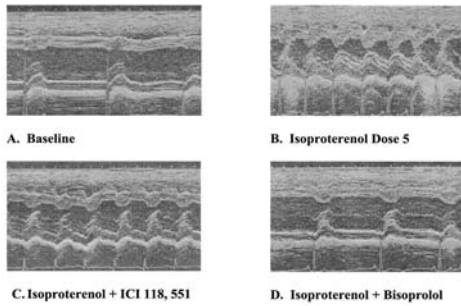 A. Baseline
B. Isoproterenol Dose 5
C. Isoproterenol + ICI 118, 551
D. Isoproterenol + Bisoprolol